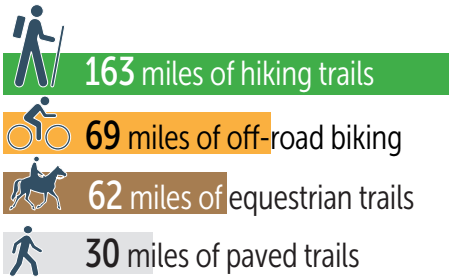 163 miles of hiking trails
69 miles of off-road biking
62 miles of equestrian trails
30 miles of paved trails